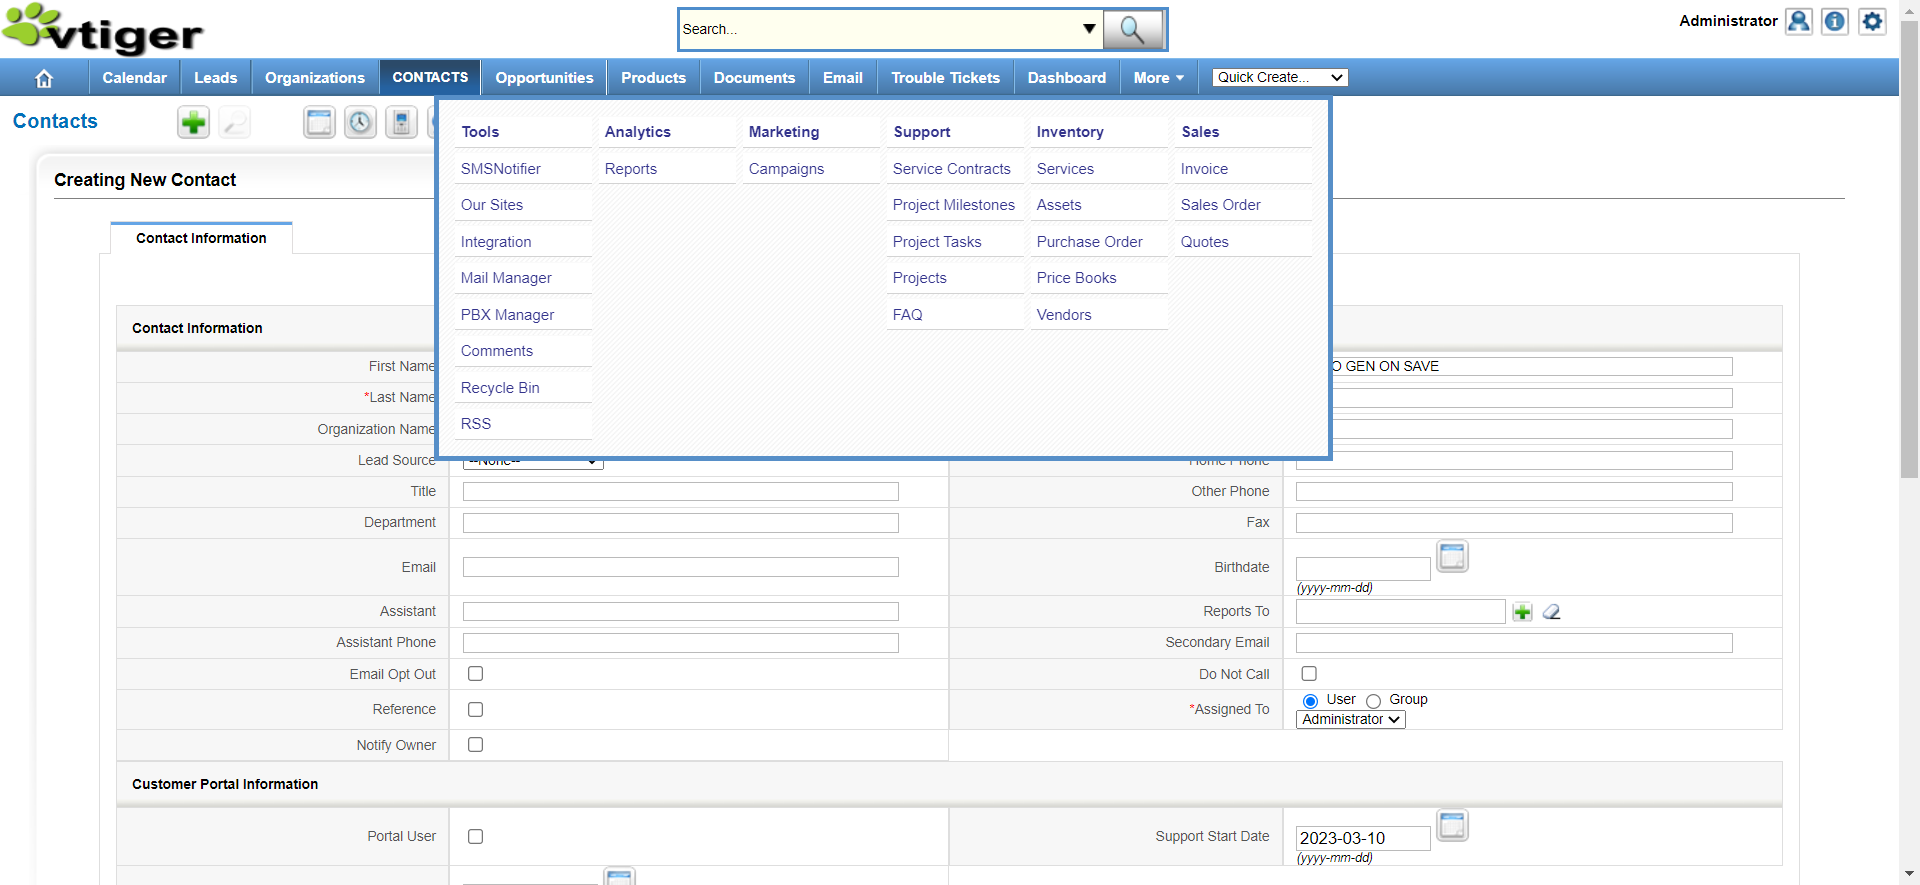 vtiger
Search...
Administrator
Calendar
Leads
Organizations
CONTACTS
Opportunities
Products
Documents
Email
Trouble Tickets
Dashboard
More
Quick Create...
Contacts
Tools
Analytics
Marketing
Support
Inventory
Sales
SMSNotifier
Reports
Campaigns
Service Contracts
Services
Invoice
Creating New Contact
Our Sites
Project Milestones
Assets
Sales Order
Contact Information
Integration
Project Tasks
Purchase Order
Quotes
Mail Manager
Projects
Price Books
PBX Manager
FAQ
Vendors
Contact Information
Comments
First Name
O GEN ON SAVE
Recycle Bin
*Last Name
RSS
Organization Name
Lead Source
--None--
Home Phone
Title
Other Phone
Department
Fax
Email
Birthdate
(yyyy-mm-dd)
Assistant
Reports To
Assistant Phone
Secondary Email
Email Opt Out
Do Not Call
Reference
*Assigned To
User
Group
Administrator
Notify Owner
Customer Portal Information
Portal User
Support Start Date
2023-03-10
(yyyy-mm-dd)